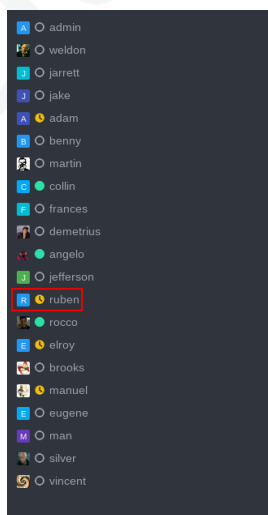 A admin
weldon
J jarrett
J jake
A adam
B benny
martin
C collin
F frances
demetrius
angelo
J jefferson
R ruben
rocco
E elroy
brooks
manuel
E eugene
M man
silver
vincent